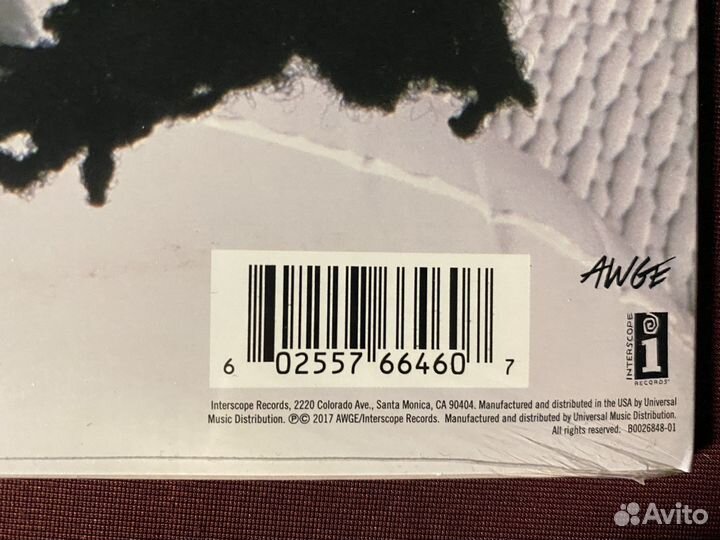 AWGE
INTERSCOPE
1
RECORDS®
6 02557 66460 7
Interscope Records, 2220 Colorado Ave., Santa Monica, CA 90404. Manufactured and distributed in the USA by Universal
Music Distribution. ℗© 2017 AWGE/Interscope Records. Manufactured and distributed by Universal Music Distribution.
All rights reserved. B0026848-01
Avito